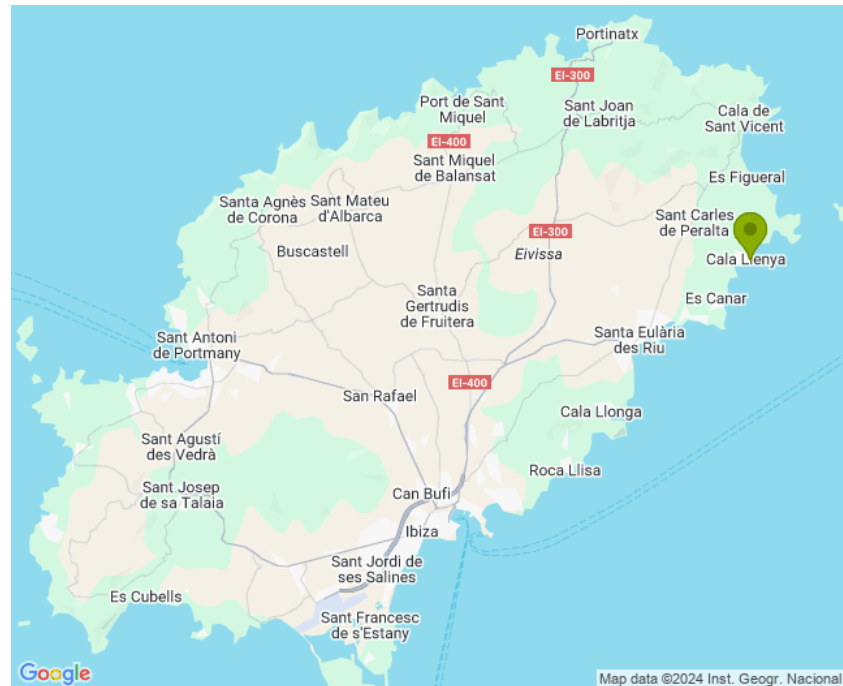 Portinatx
EI-300
Port de Sant
Miquel
Sant Joan
de Labritja
Cala de
Sant Vicent
EI-400
Sant Miquel
de Balansat
Es Figueral
Santa Agnès
de Corona
Sant Mateu
d'Albarca
Sant Carles
de Peralta
EI-300
Buscastell
Eivissa
Cala Llenya
Santa
Gertrudis
de Fruitera
Es Canar
Sant Antoni
de Portmany
Santa Eulària
des Riu
EI-400
San Rafael
Cala Llonga
Sant Agustí
des Vedrà
Roca Llisa
Sant Josep
de sa Talaia
Can Bufi
Ibiza
Sant Jordi de
ses Salines
Es Cubells
Sant Francesc
de s'Estany
Google
Map data ©2024 Inst. Geogr. Nacional